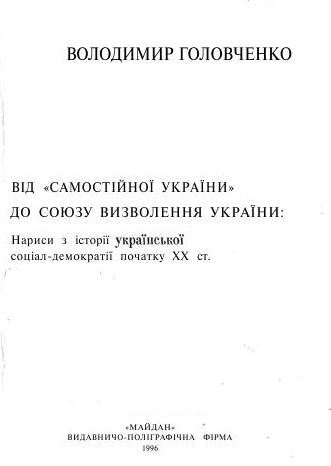 ВОЛОДИМИР ГОЛОВЧЕНКО
ВІД «САМОСТІЙНОЇ УКРАЇНИ»
ДО СОЮЗУ ВИЗВОЛЕННЯ УКРАЇНИ:
Нариси з історії української
соціал-демократії початку XX ст.
«МАЙДАН»
ВИДАВНИЧО-ПОЛІГРАФІЧНА ФІРМА
1996